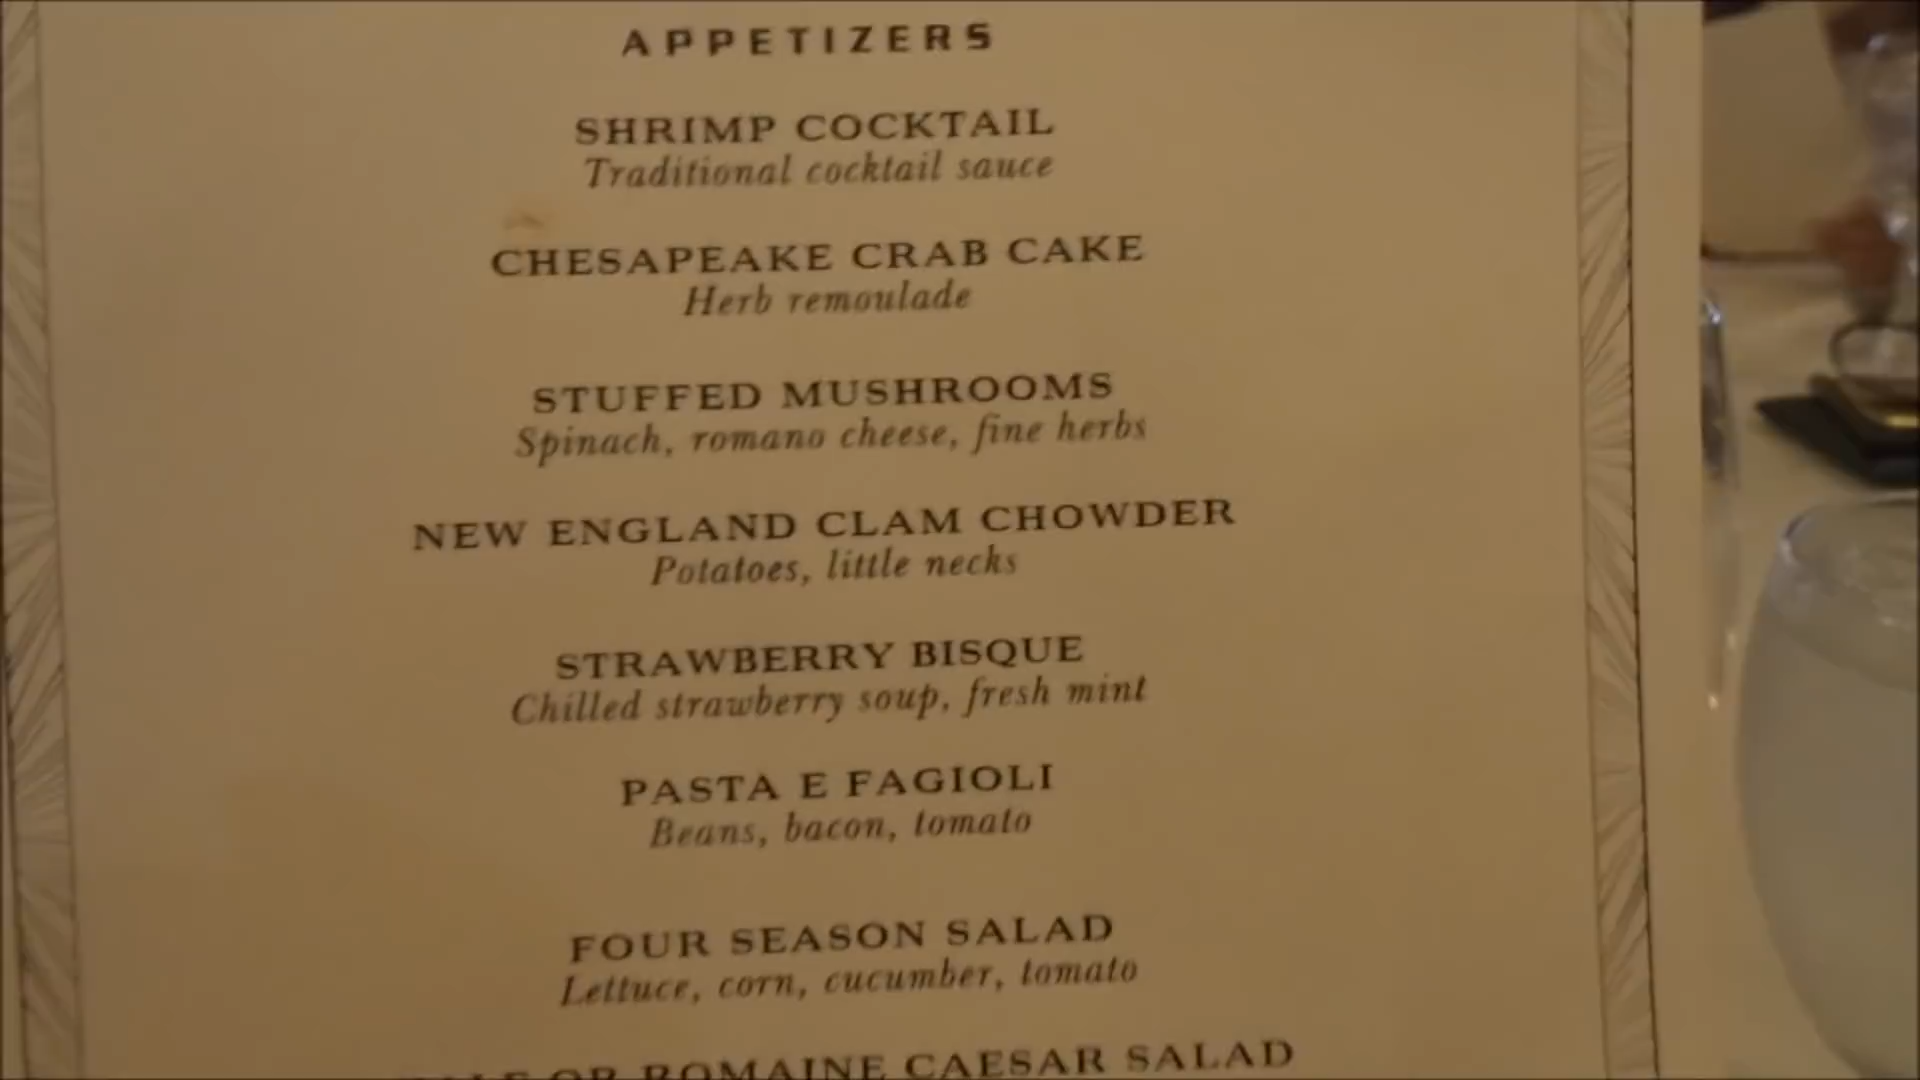 APPETIZERS
SHRIMP COCKTAIL
Traditional cocktail sauce
CHESAPEAKE CRAB CAKE
Herb remoulade
STUFFED MUSHROOMS
Spinach, romano cheese, fine herbs
NEW ENGLAND CLAM CHOWDER
Potatoes, little necks
STRAWBERRY BISQUE
Chilled strawberry soup, fresh mint
PASTA E FAGIOLI
Beans, bacon, tomato
FOUR SEASON SALAD
Lettuce, corn, cucumber, tomato
OR ROMAINE CAESAR SALAD